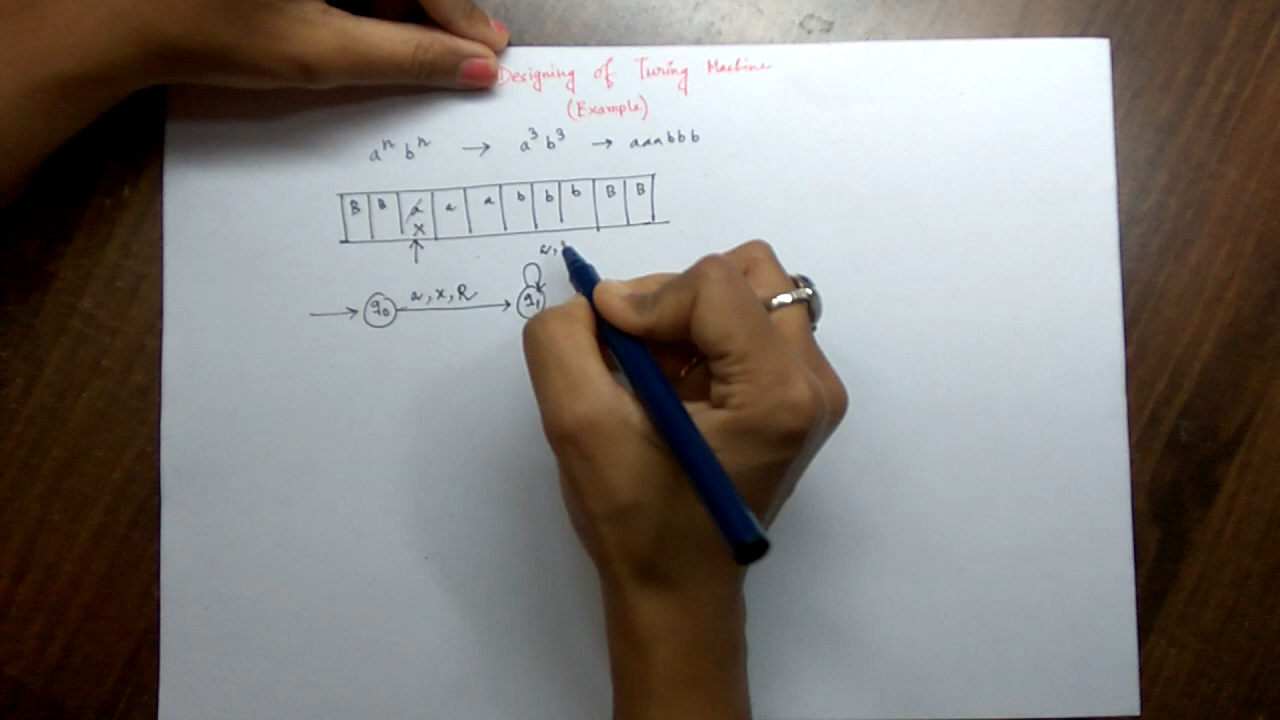 Designing of Turing Machine
(Example)
aⁿ bⁿ → a³ b³ → aaabbb
B B a a a b b b B B
x
a,
q₀ a, x, R q₁